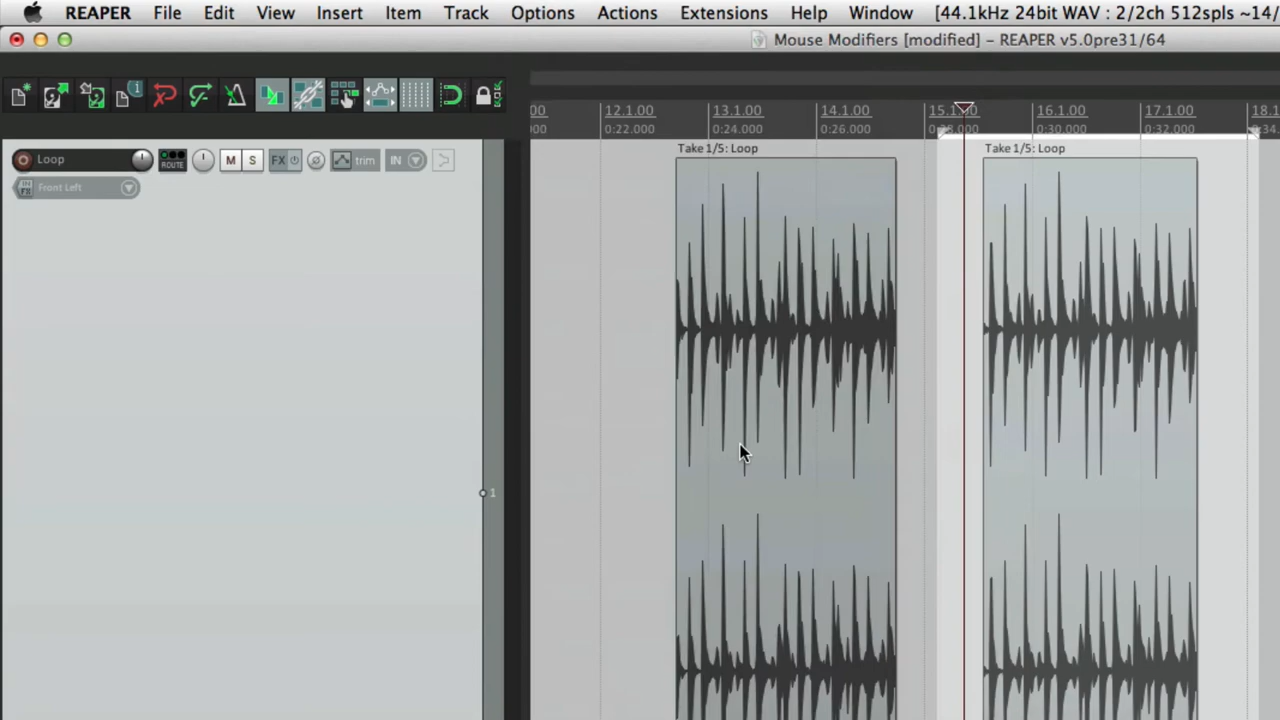 REAPER File Edit View Insert Item Track Options Actions Extensions Help Window [44.1kHz 24bit WAV : 2/2ch 512spls ~14/
Mouse Modifiers [modified] – REAPER v5.0pre31/64
00 12.1.00 13.1.00 14.1.00 15.1.00 16.1.00 17.1.00 18.1
000 0:22.000 0:24.000 0:26.000 0:28.000 0:30.000 0:32.000 0:34.
Take 1/5: Loop Take 1/5: Loop
Loop ROUTE M S FX trim IN
IN FX Front Left
1